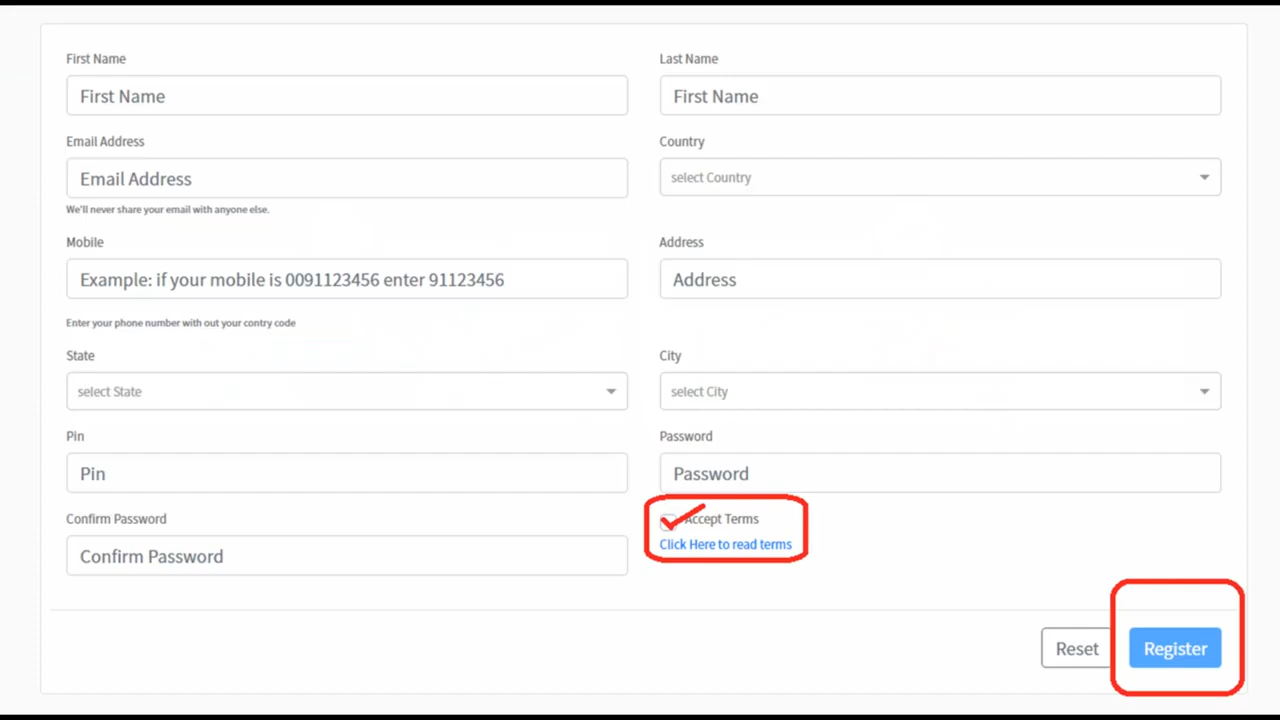 First Name
Last Name
First Name
First Name
Email Address
Country
Email Address
select Country
We'll never share your email with anyone else.
Mobile
Address
Example: if your mobile is 0091123456 enter 91123456
Address
Enter your phone number with out your contry code
State
City
select State
select City
Pin
Password
Pin
Password
Confirm Password
Accept Terms
Click Here to read terms
Confirm Password
Reset
Register